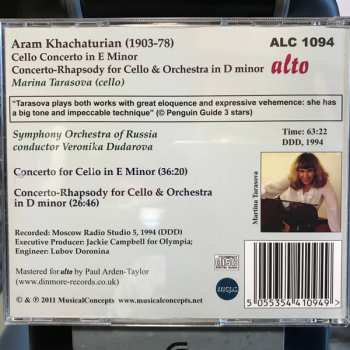 Aram Khachaturian (1903-78)
ALC 1094
Cello Concerto in E Minor
Concerto-Rhapsody for Cello & Orchestra in D minor
alto
Marina Tarasova (cello)
"Tarasova plays both works with great eloquence and expressive vehemence: she has
a big tone and impeccable technique" (© Penguin Guide 3 stars)
Symphony Orchestra of Russia
conductor Veronika Dudarova
Time: 63:22
DDD, 1994
Concerto for Cello in E Minor (36:20)
Concerto-Rhapsody for Cello & Orchestra
in D minor (26:46)
Marina Tarasova
Recorded: Moscow Radio Studio 5, 1994 (DDD)
Executive Producer: Jackie Campbell for Olympia;
Engineer: Lubov Doronina
Mastered for alto by Paul Arden-Taylor
(www.dinmore-records.co.uk)
© & ℗ 2011 MusicalConcepts www.musicalconcepts.net
5 055354 410949 >